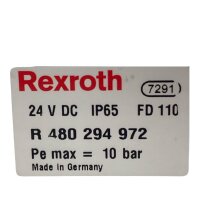 Rexroth 7291
24 V DC IP65 FD 110
R 480 294 972
Pe max = 10 bar
Made in Germany